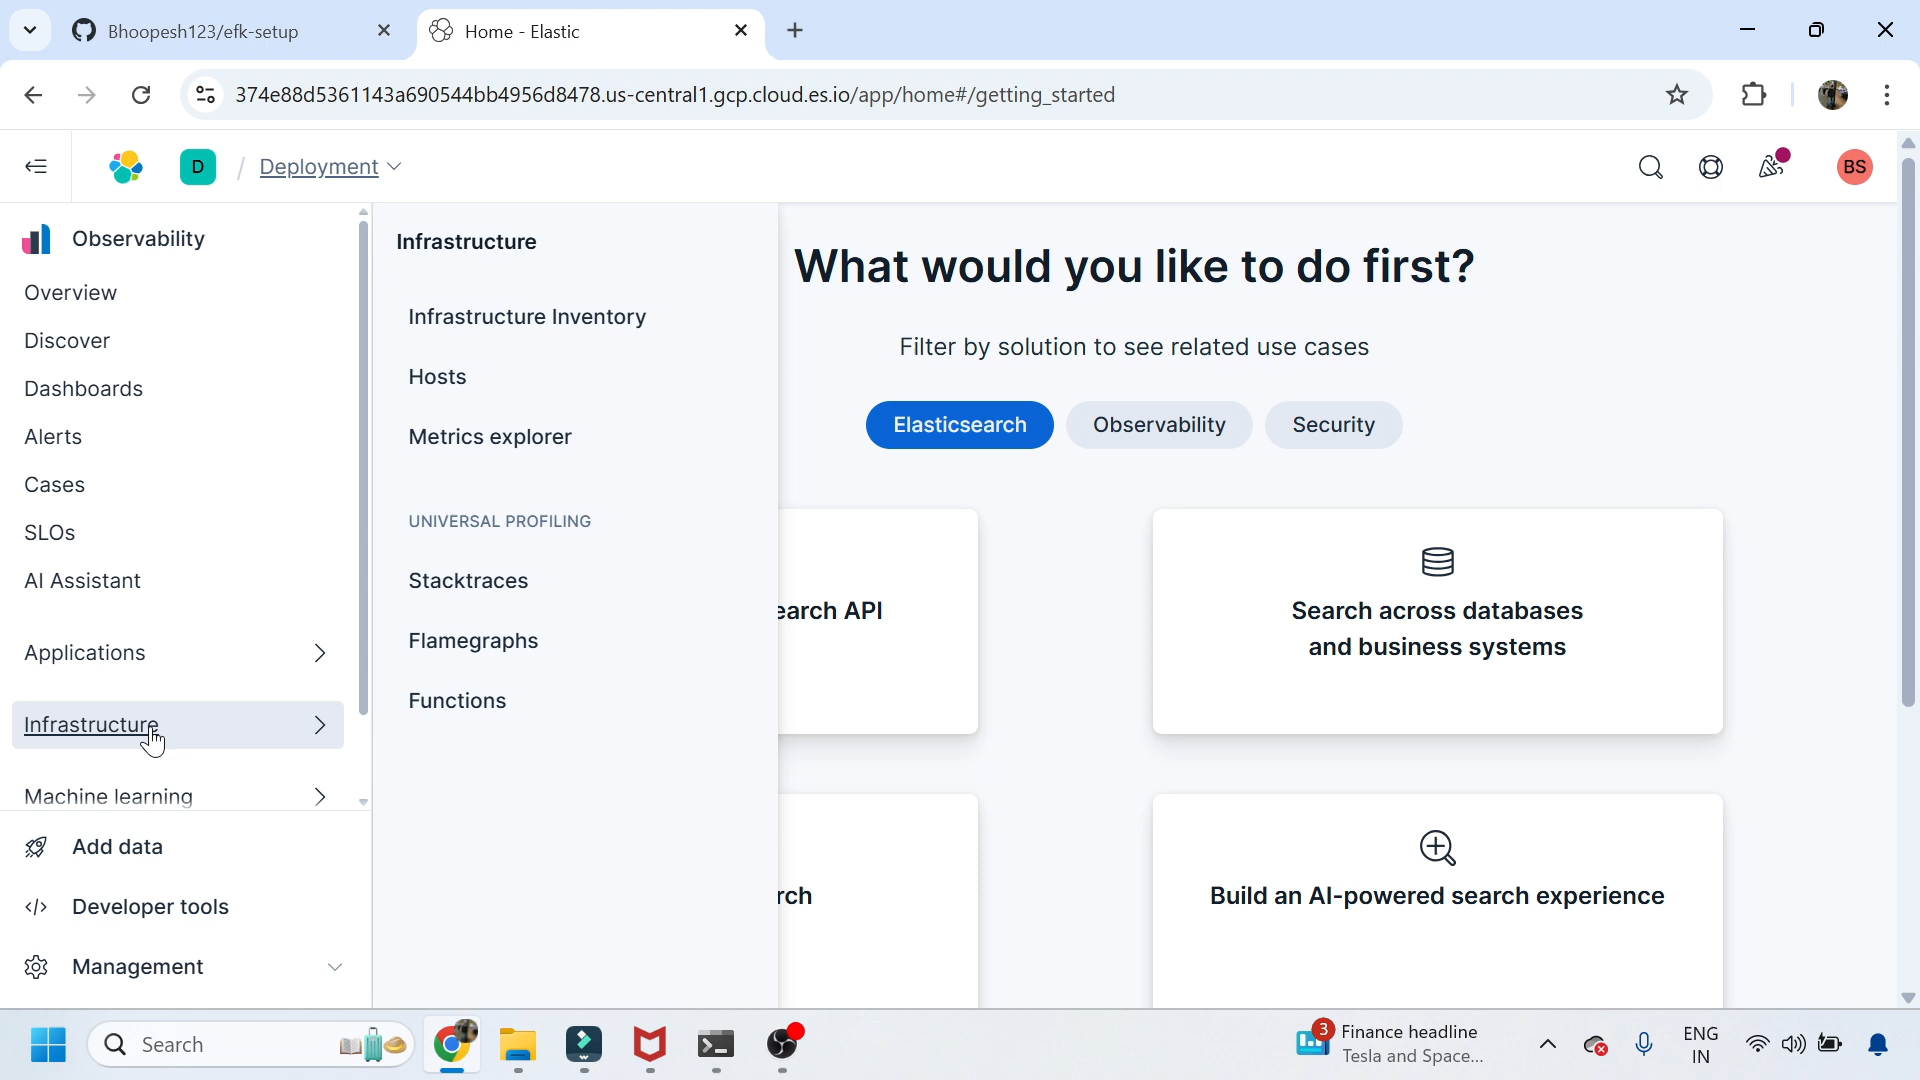 Bhoopesh123/efk-setup
Home - Elastic
374e88d5361143a690544bb4956d8478.us-central1.gcp.cloud.es.io/app/home#/getting_started
D / Deployment
BS
Observability
Overview
Discover
Dashboards
Alerts
Cases
SLOs
AI Assistant
Applications
Infrastructure
Machine learning
Add data
Developer tools
Management
Infrastructure
Infrastructure Inventory
Hosts
Metrics explorer
UNIVERSAL PROFILING
Stacktraces
Flamegraphs
Functions
What would you like to do first?
Filter by solution to see related use cases
Elasticsearch
Observability
Security
earch API
Search across databases
and business systems
rch
Build an AI-powered search experience
Search
3
Finance headline
Tesla and Space...
ENG
IN